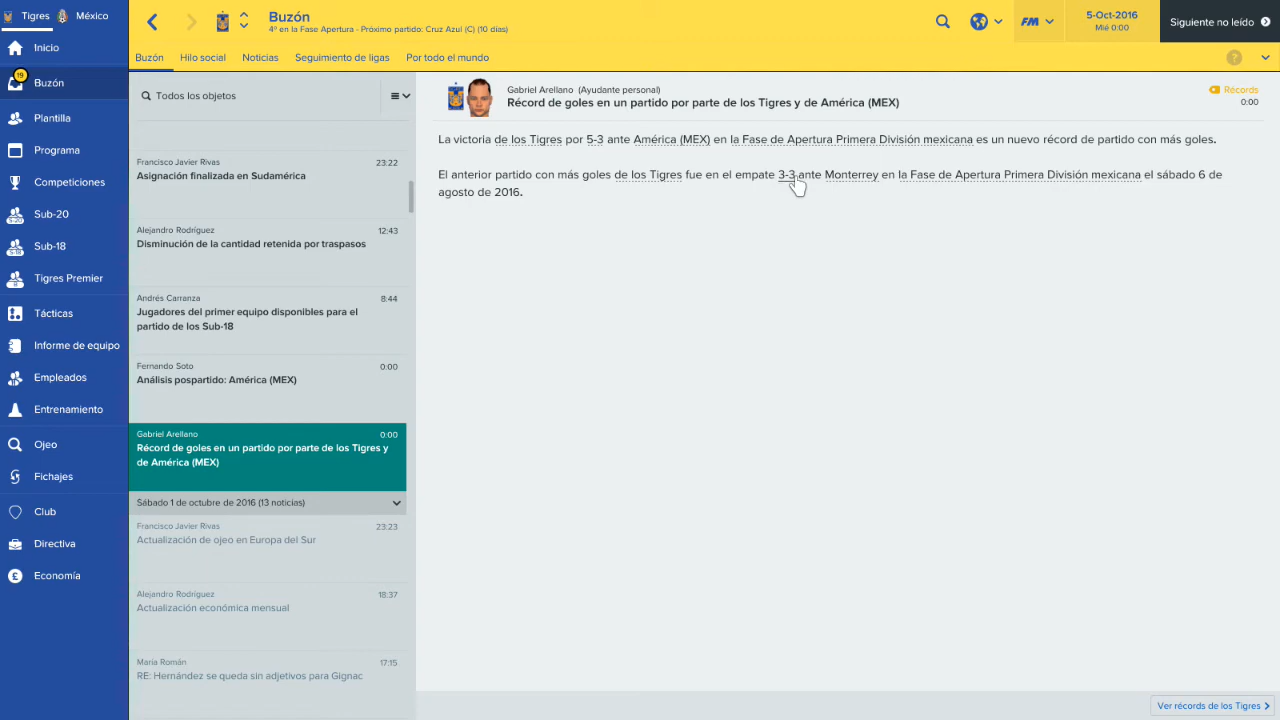 Tigres
México
Buzón
4º en la Fase Apertura - Próximo partido: Cruz Azul (C) (10 días)
FM
5-Oct-2016
Mié 0:00
Siguiente no leído
Inicio
19
Buzón
Plantilla
Programa
Competiciones
Sub-20
Sub-18
Tigres Premier
Tácticas
Informe de equipo
Empleados
Entrenamiento
Ojeo
Fichajes
Club
Directiva
Economía
Buzón
Hilo social
Noticias
Seguimiento de ligas
Por todo el mundo
?
Todos los objetos
Francisco Javier Rivas 23:22
Asignación finalizada en Sudamérica
Alejandro Rodríguez 12:43
Disminución de la cantidad retenida por traspasos
Andrés Carranza 8:44
Jugadores del primer equipo disponibles para el
partido de los Sub-18
Fernando Soto 0:00
Análisis pospartido: América (MEX)
Gabriel Arellano 0:00
Récord de goles en un partido por parte de los Tigres y
de América (MEX)
Sábado 1 de octubre de 2016 (13 noticias)
Francisco Javier Rivas 23:23
Actualización de ojeo en Europa del Sur
Alejandro Rodríguez 18:37
Actualización económica mensual
María Román 17:15
RE: Hernández se queda sin adjetivos para Gignac
Gabriel Arellano (Ayudante personal)
Récord de goles en un partido por parte de los Tigres y de América (MEX)
Récords
0:00
La victoria de los Tigres por 5-3 ante América (MEX) en la Fase de Apertura Primera División mexicana es un nuevo récord de partido con más goles.
El anterior partido con más goles de los Tigres fue en el empate 3-3 ante Monterrey en la Fase de Apertura Primera División mexicana el sábado 6 de
agosto de 2016.
Ver récords de los Tigres